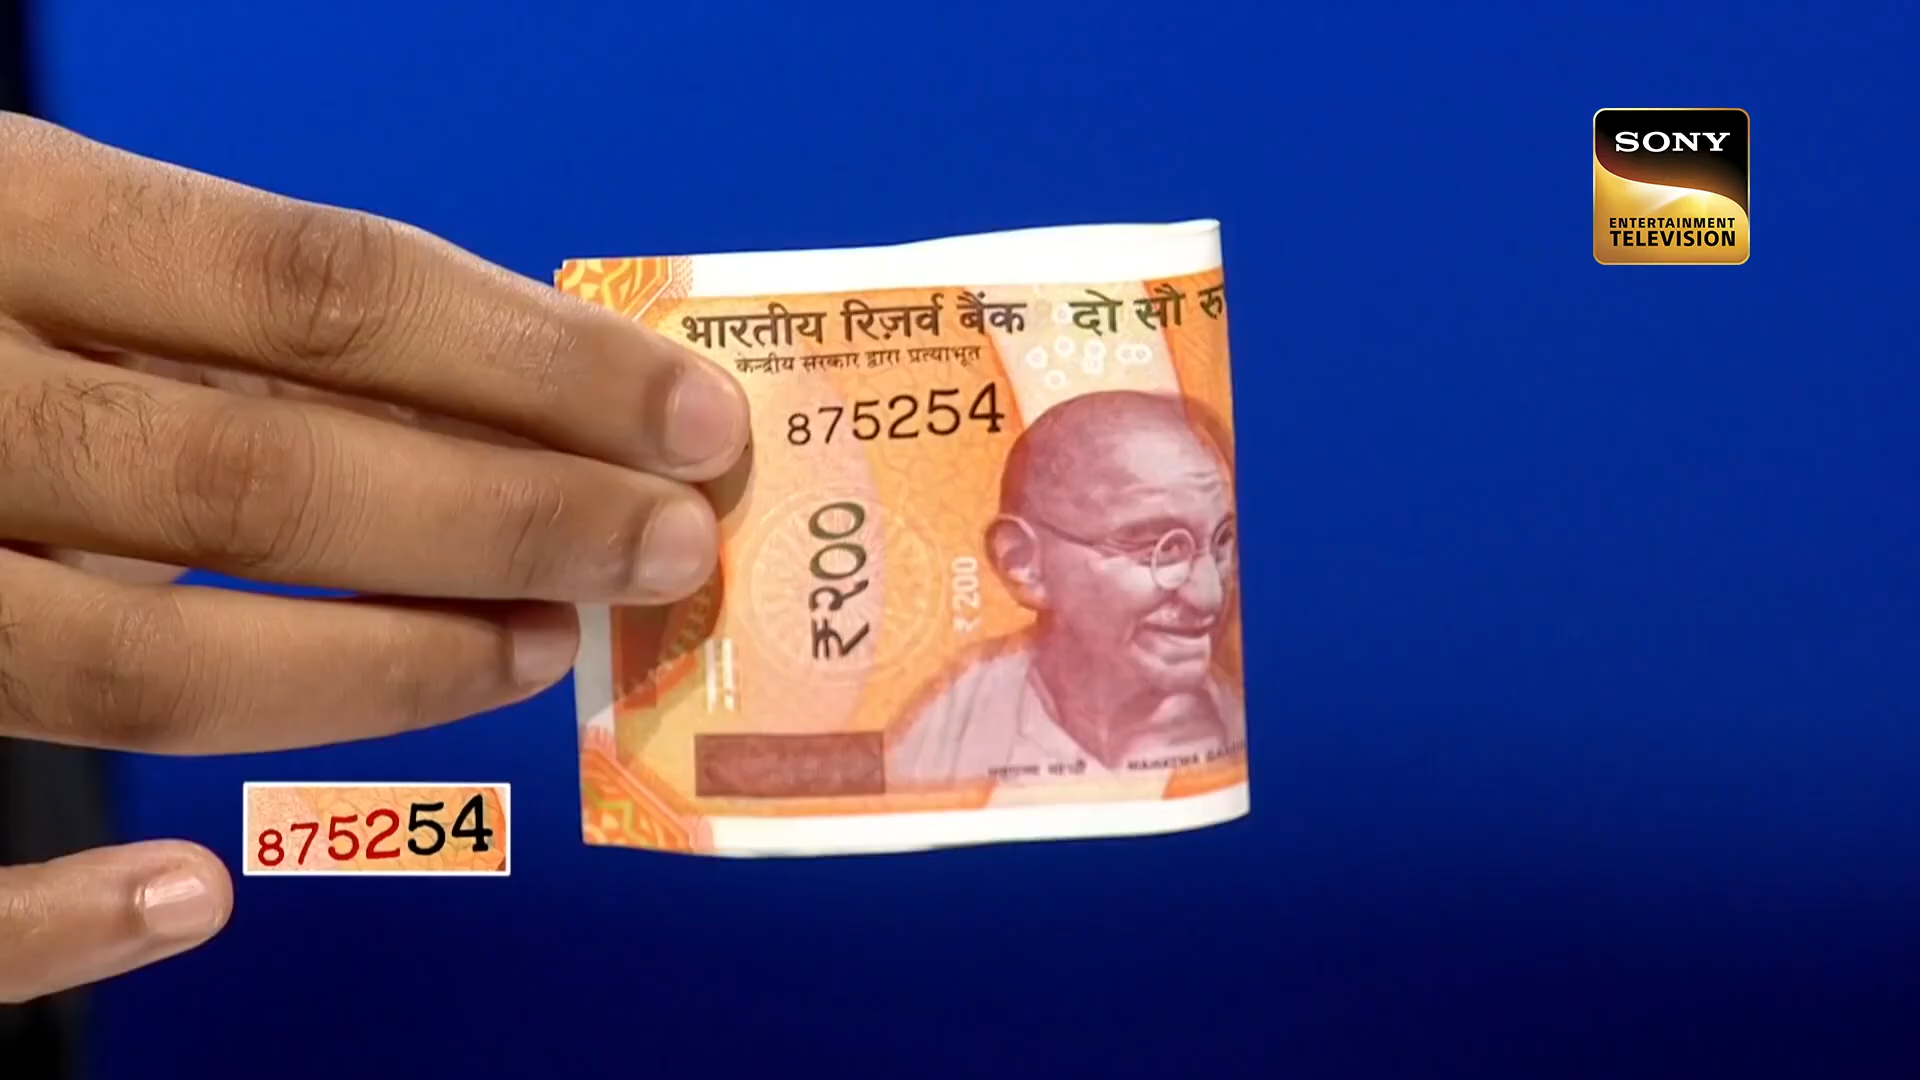 SONY
ENTERTAINMENT
TELEVISION
भारतीय रिज़र्व बैंक दो सौ रु
केन्द्रीय सरकार द्वारा प्रत्याभूत
875254
₹२००
₹200
875254